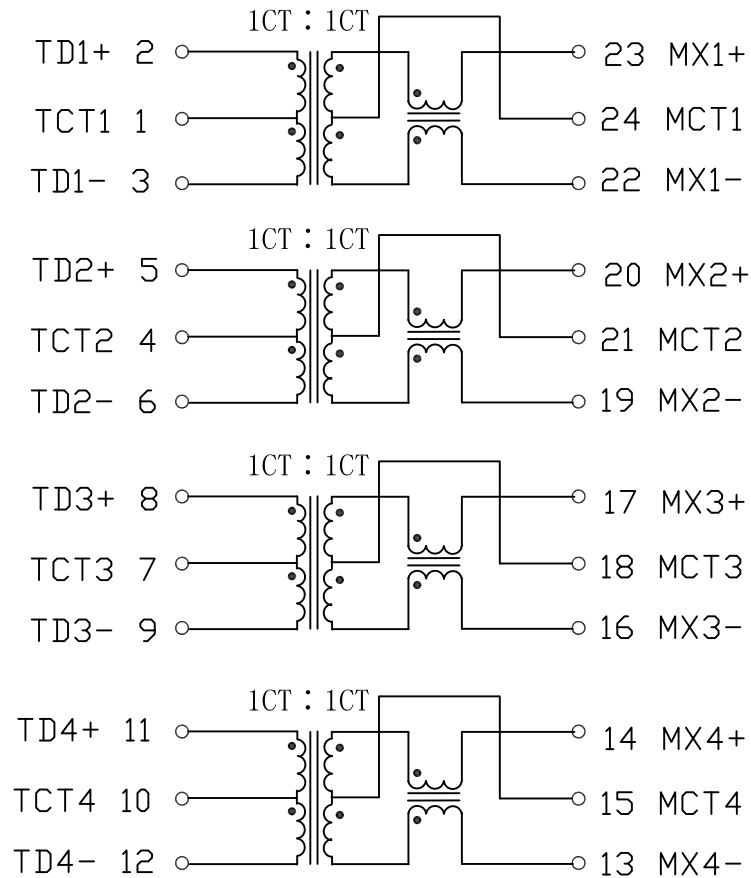 1CT : 1CT
TD1+ 2 23 MX1+
TCT1 1 24 MCT1
TD1- 3 22 MX1-
1CT : 1CT
TD2+ 5 20 MX2+
TCT2 4 21 MCT2
TD2- 6 19 MX2-
1CT : 1CT
TD3+ 8 17 MX3+
TCT3 7 18 MCT3
TD3- 9 16 MX3-
1CT : 1CT
TD4+ 11 14 MX4+
TCT4 10 15 MCT4
TD4- 12 13 MX4-